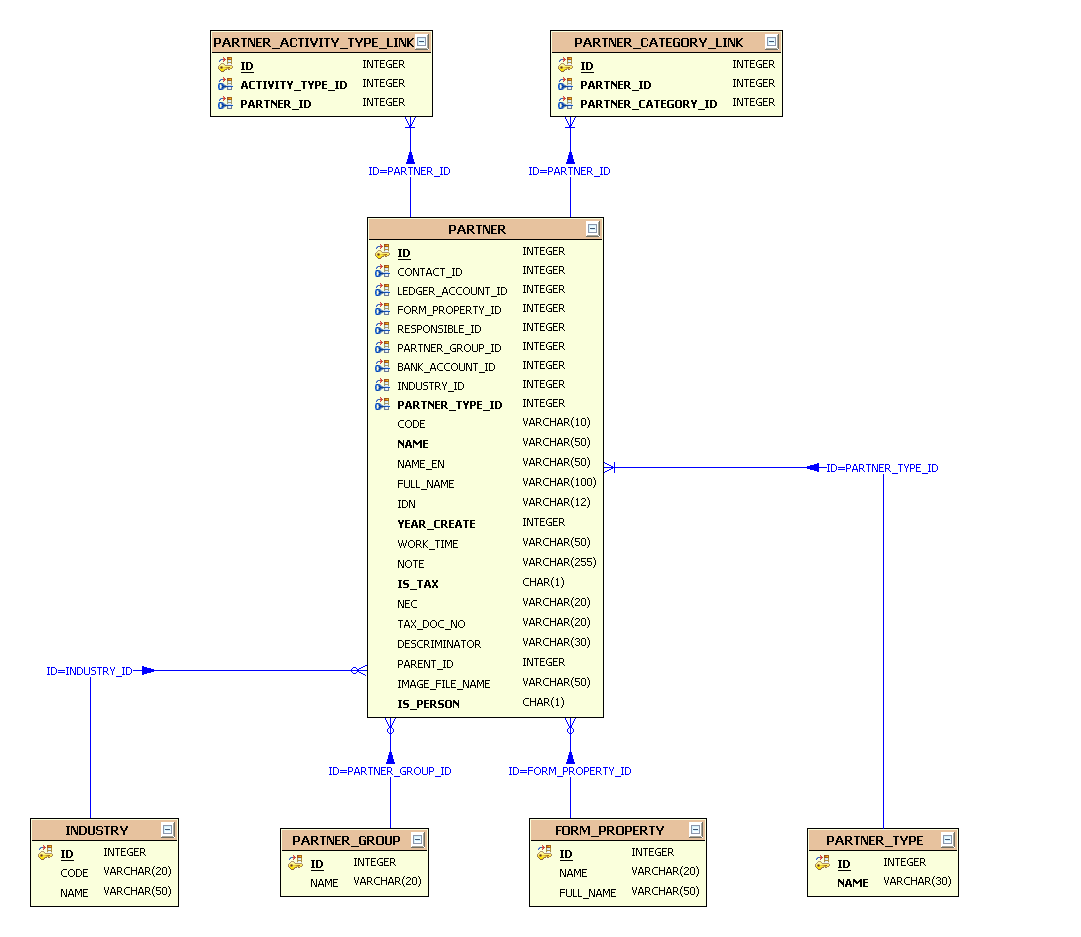 PARTNER_ACTIVITY_TYPE_LINK
ID INTEGER
ACTIVITY_TYPE_ID INTEGER
PARTNER_ID INTEGER
PARTNER_CATEGORY_LINK
ID INTEGER
PARTNER_ID INTEGER
PARTNER_CATEGORY_ID INTEGER
ID=PARTNER_ID
ID=PARTNER_ID
PARTNER
ID INTEGER
CONTACT_ID INTEGER
LEDGER_ACCOUNT_ID INTEGER
FORM_PROPERTY_ID INTEGER
RESPONSIBLE_ID INTEGER
PARTNER_GROUP_ID INTEGER
BANK_ACCOUNT_ID INTEGER
INDUSTRY_ID INTEGER
PARTNER_TYPE_ID INTEGER
CODE VARCHAR(10)
NAME VARCHAR(50)
NAME_EN VARCHAR(50)
FULL_NAME VARCHAR(100)
IDN VARCHAR(12)
YEAR_CREATE INTEGER
WORK_TIME VARCHAR(50)
NOTE VARCHAR(255)
IS_TAX CHAR(1)
NEC VARCHAR(20)
TAX_DOC_NO VARCHAR(20)
DESCRIMINATOR VARCHAR(30)
PARENT_ID INTEGER
IMAGE_FILE_NAME VARCHAR(50)
IS_PERSON CHAR(1)
ID=PARTNER_TYPE_ID
ID=INDUSTRY_ID
ID=PARTNER_GROUP_ID
ID=FORM_PROPERTY_ID
INDUSTRY
ID INTEGER
CODE VARCHAR(20)
NAME VARCHAR(50)
PARTNER_GROUP
ID INTEGER
NAME VARCHAR(20)
FORM_PROPERTY
ID INTEGER
NAME VARCHAR(20)
FULL_NAME VARCHAR(50)
PARTNER_TYPE
ID INTEGER
NAME VARCHAR(30)